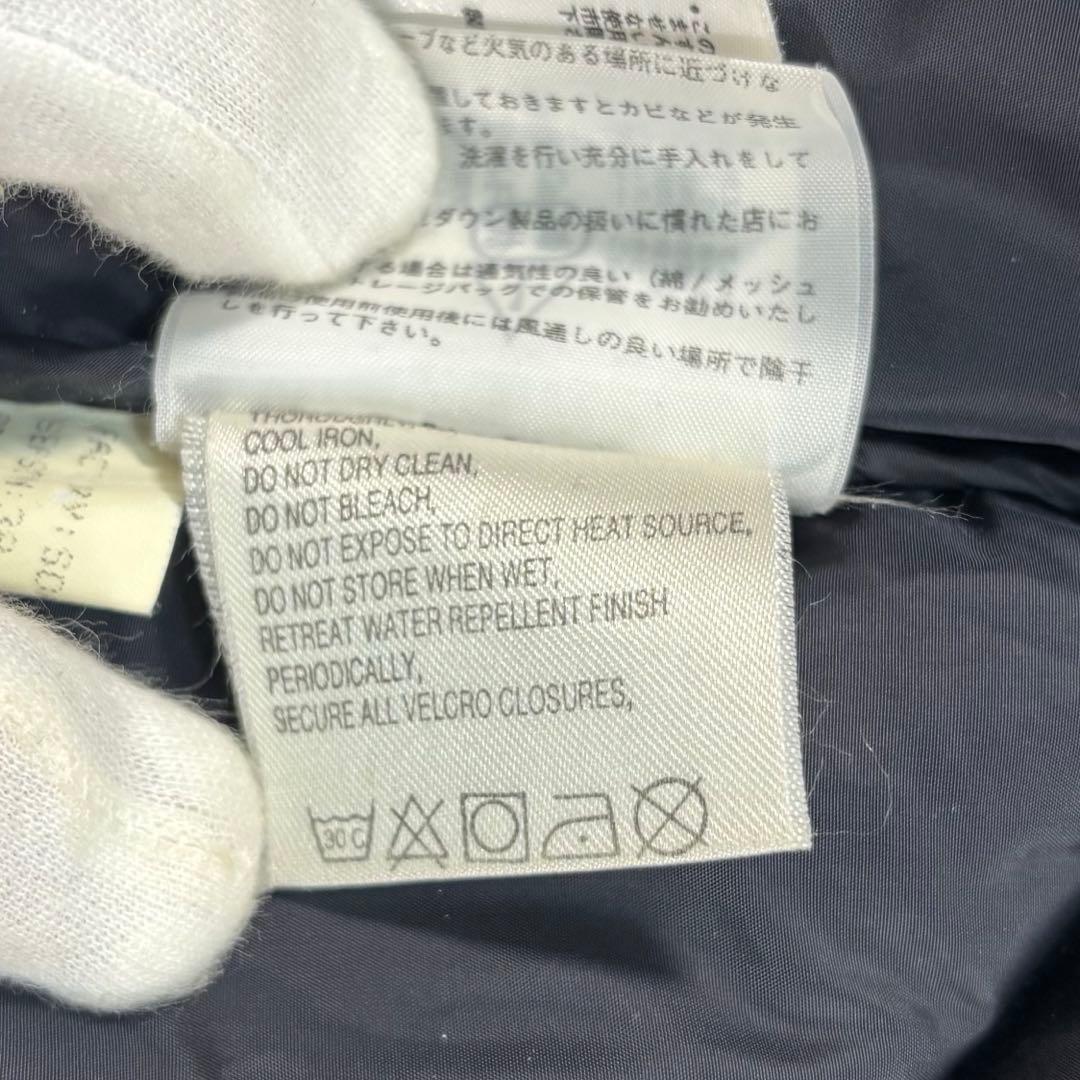 ープなど火気のある場所に近づけな
しておきますとカビなどが発生
ます。
洗濯を行い充分に手入れをして
ダウン製品の扱いに慣れた店にお
する場合は通気性の良い(綿/メッシュ
トレージバッグでの保管をお勧めいたし
使用前使用後には風通しの良い場所で陰干
しを行って下さい。
COOL IRON,
DO NOT DRY CLEAN,
DO NOT BLEACH,
DO NOT EXPOSE TO DIRECT HEAT SOURCE,
DO NOT STORE WHEN WET,
RETREAT WATER REPELLENT FINISH
PERIODICALLY,
SECURE ALL VELCRO CLOSURES,
30 C